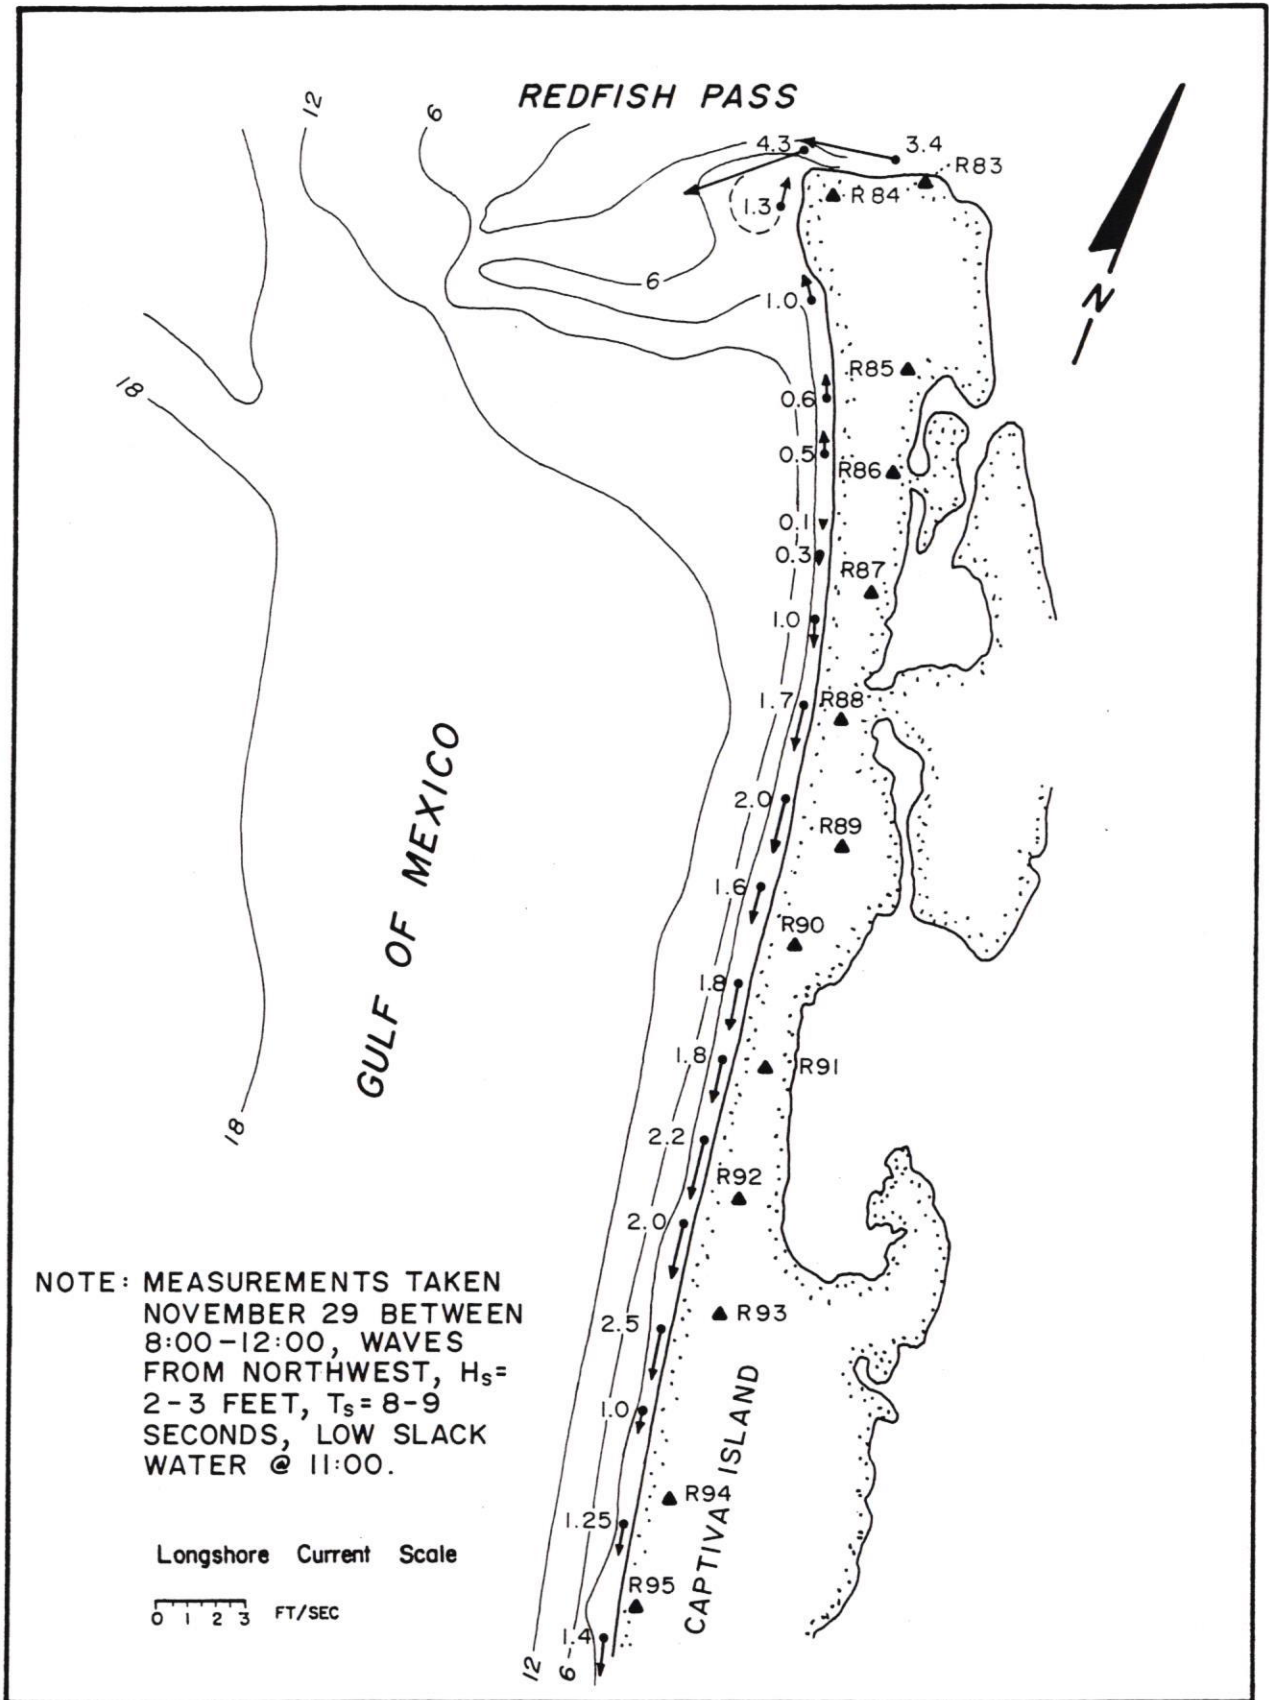 REDFISH PASS
12
6
4.3
3.4
R83
1.3
R84
N
6
1.0
18
R85
0.6
0.5
R86
0.1
0.3
R87
1.0
1.7
R88
2.0
R89
GULF OF MEXICO
1.6
R90
1.8
1.8
R91
18
2.2
R92
2.0
NOTE: MEASUREMENTS TAKEN
NOVEMBER 29 BETWEEN
8:00-12:00, WAVES
FROM NORTHWEST, Hs=
2-3 FEET, Ts=8-9
SECONDS, LOW SLACK
WATER @ 11:00.
R93
2.5
1.0
CAPTIVA ISLAND
R94
1.25
Longshore Current Scale
0 1 2 3 FT/SEC
R95
1.4
12
6